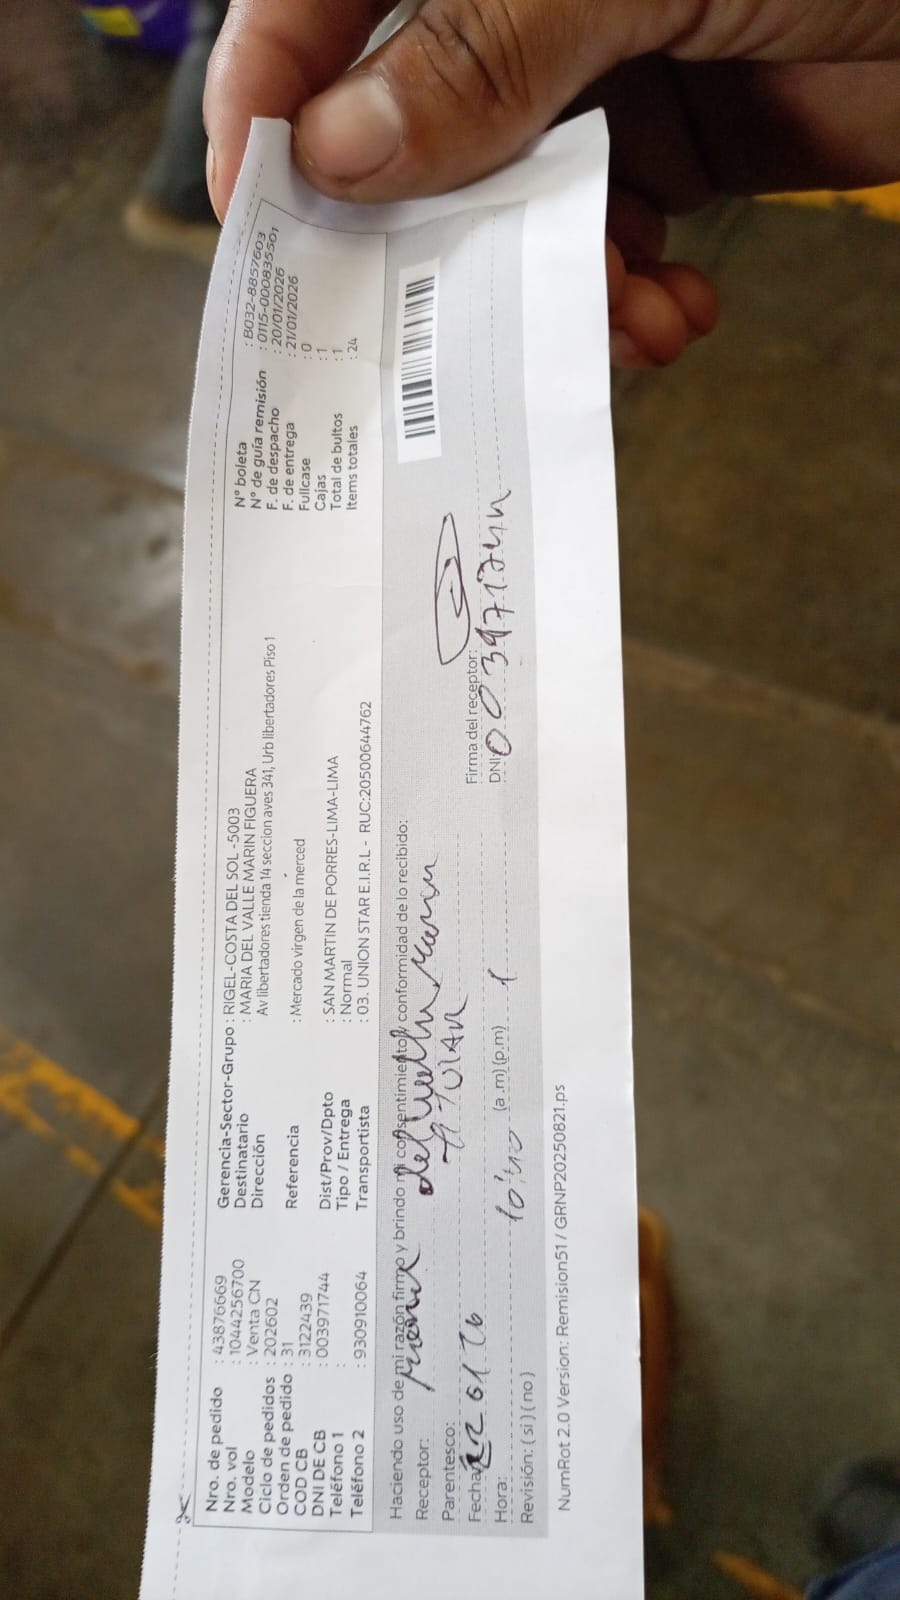 Nro. de pedido : 43876669
Nro. vol : 1044256700
Modelo : Venta CN
Ciclo de pedidos : 202602
Orden de pedido : 31
COD CB : 3122439
DNI DE CB : 003971744
Teléfono 1 :
Teléfono 2 : 930910064
Gerencia-Sector-Grupo : RIGEL-COSTA DEL SOL -5003
Destinatario : MARIA DEL VALLE MARIN FIGUERA
Dirección Av libertadores tienda 14 seccion aves 341, Urb libertadores Piso 1
Referencia : Mercado virgen de la merced
Dist/Prov/Dpto : SAN MARTIN DE PORRES-LIMA-LIMA
Tipo / Entrega : Normal
Transportista : 03. UNION STAR E.I.R.L - RUC:20500644762
N° boleta : B032-8857603
N° de guía remisión : 0115-000835501
F. de despacho : 20/01/2026
F. de entrega : 21/01/2026
Fullcase : 0
Cajas : 1
Total de bultos : 1
Items totales : 24
Haciendo uso de mi razón firmo y brindo mi consentimiento y conformidad de lo recibido:
Receptor: Maria del Valle Marin
Parentesco: TITULAR
Firma del receptor:
Fecha: 22 01 26
DNI: 003971744
Hora: 10:40 (a.m) (p.m) 1
Revisión: ( si ) ( no )
NumRot 2.0 Version: Remision51 / GRNP20250821.ps